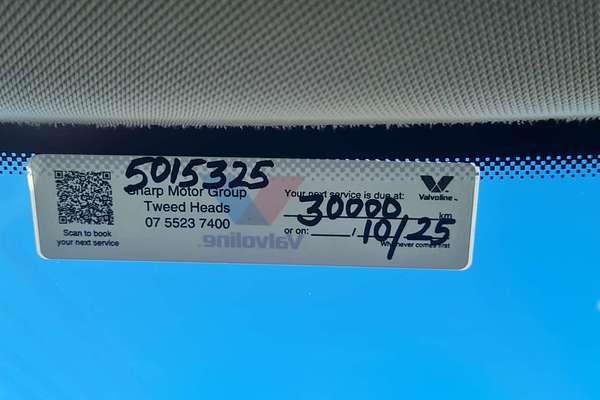 5015325
Sharp Motor Group
Tweed Heads
07 5523 7400
Scan to book
your next service
Your next service is due at:
30000 km
or on: / 10/25
Whichever comes first
Valvoline™
Valvoline